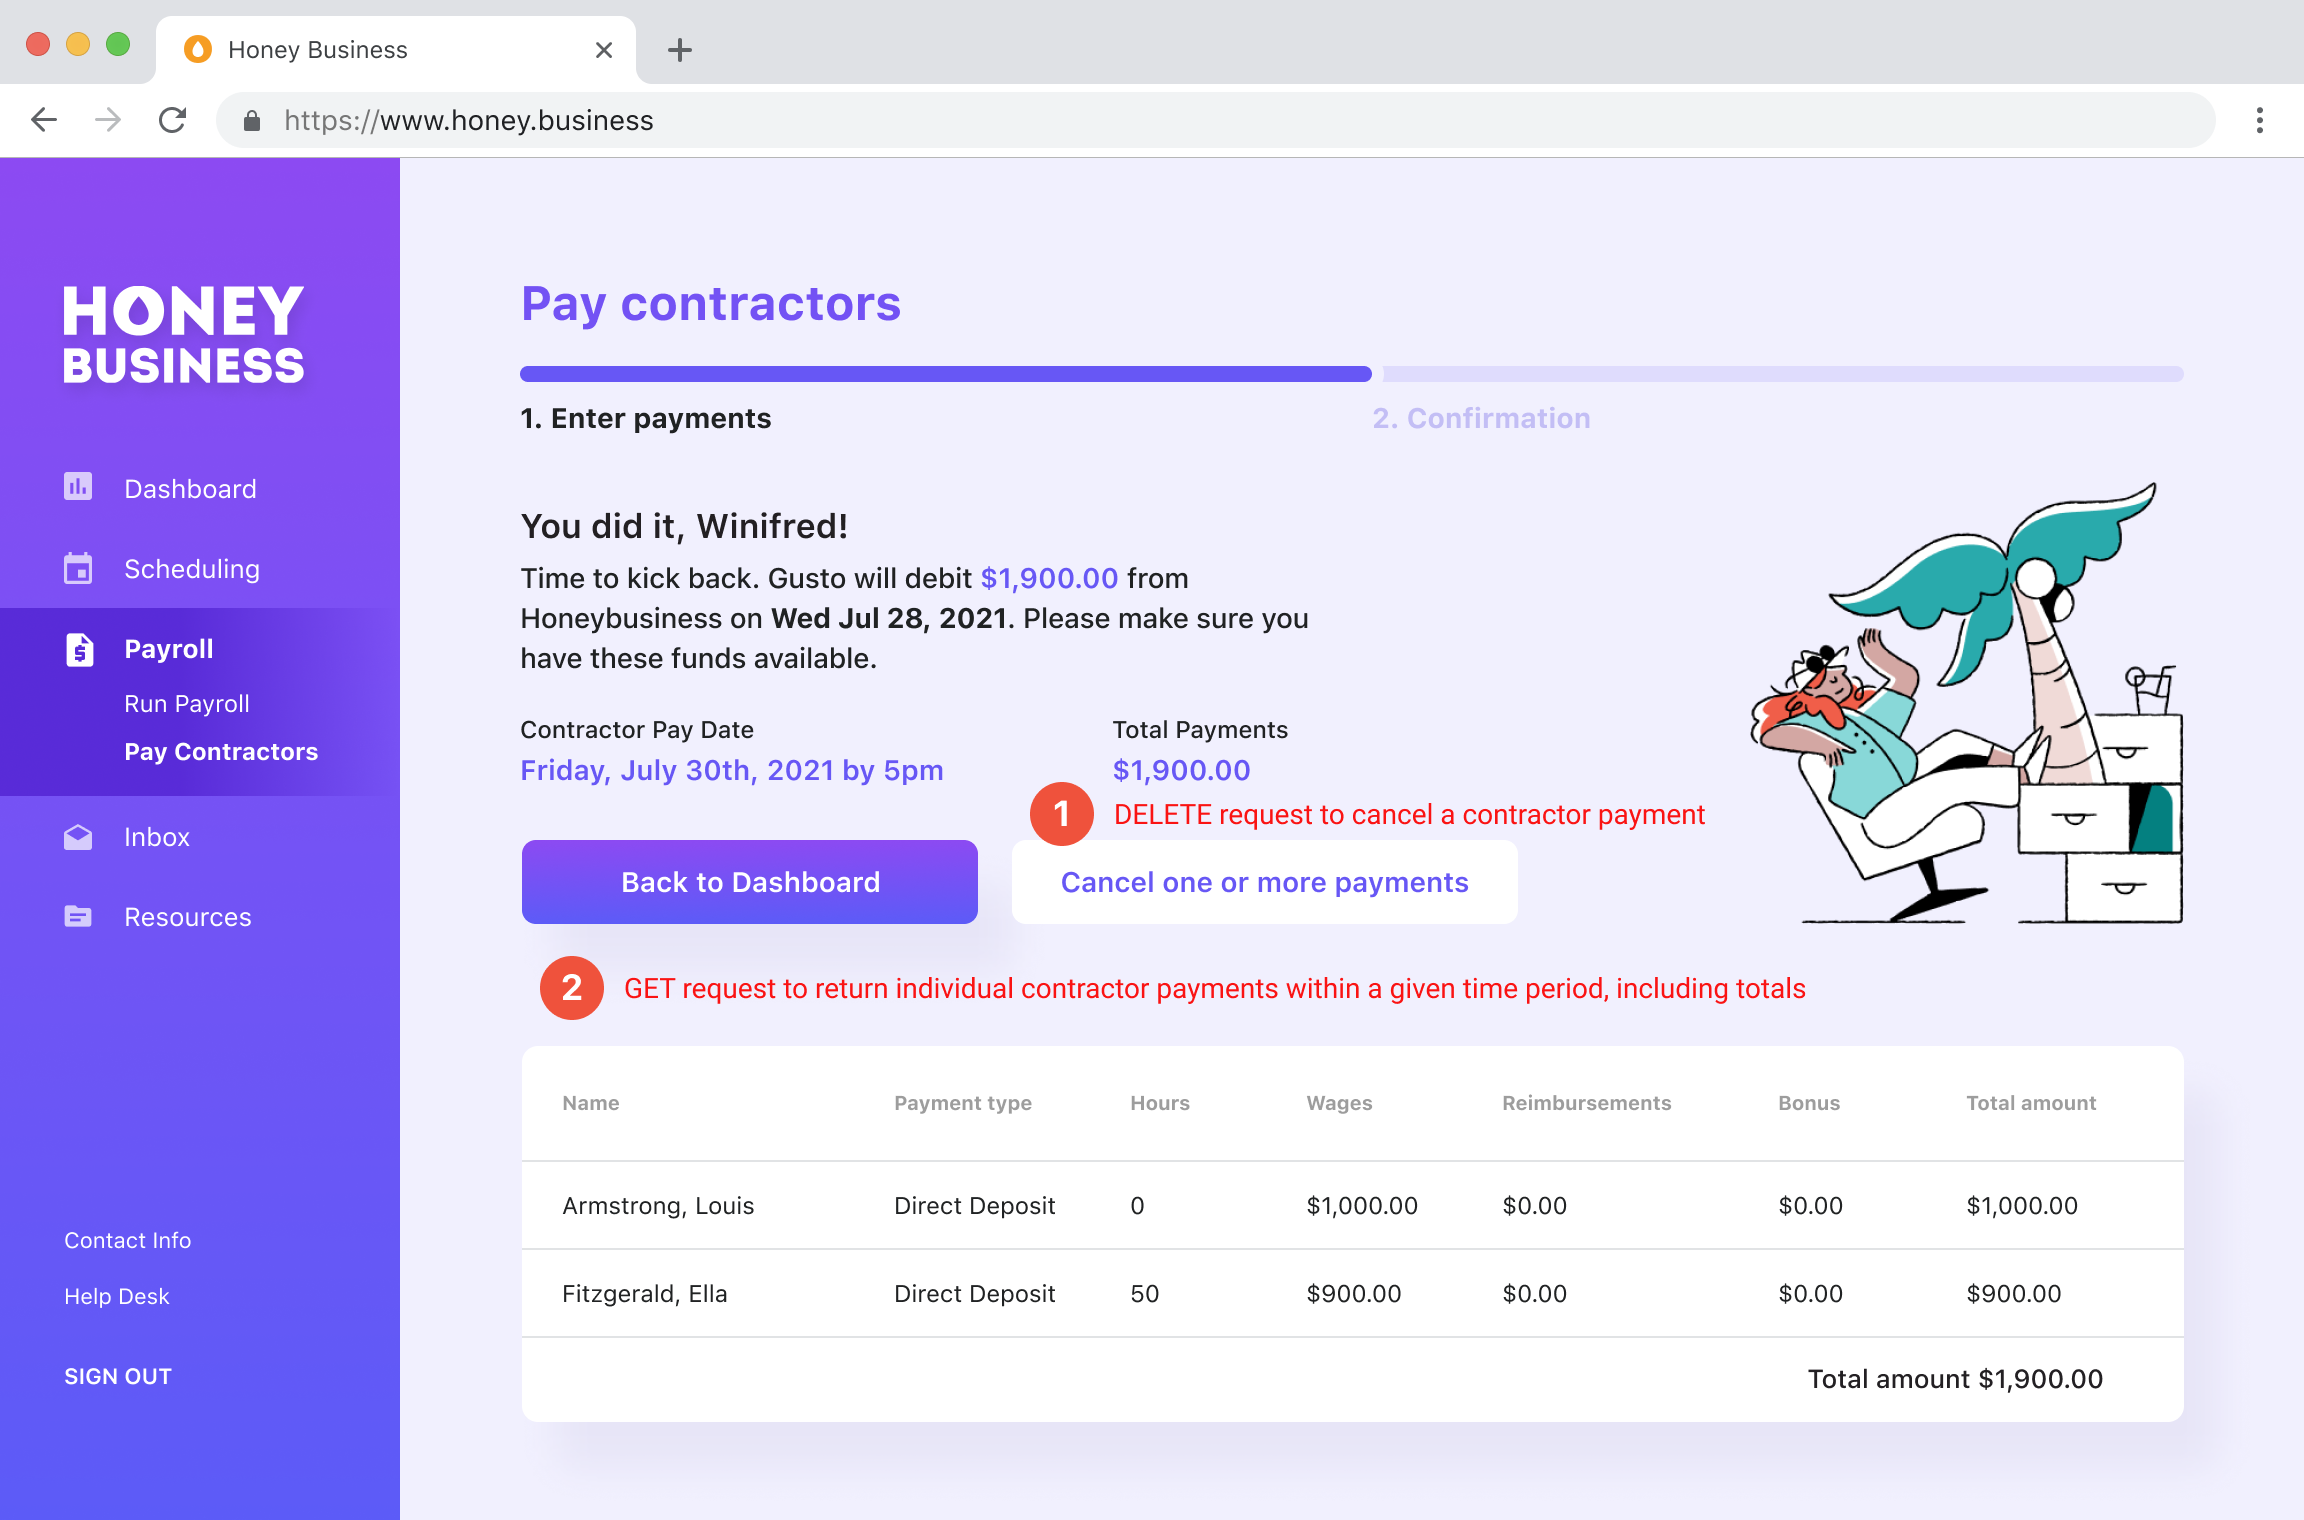 Honey Business
https://www.honey.business
HONEY
BUSINESS
Dashboard
Scheduling
Payroll
Run Payroll
Pay Contractors
Inbox
Resources
Contact Info
Help Desk
SIGN OUT
Pay contractors
1. Enter payments
2. Confirmation
You did it, Winifred!
Time to kick back. Gusto will debit $1,900.00 from
Honeybusiness on Wed Jul 28, 2021. Please make sure you
have these funds available.
Contractor Pay Date
Friday, July 30th, 2021 by 5pm
Total Payments
$1,900.00
1 DELETE request to cancel a contractor payment
Back to Dashboard
Cancel one or more payments
2 GET request to return individual contractor payments within a given time period, including totals
Name Payment type Hours Wages Reimbursements Bonus Total amount
Armstrong, Louis Direct Deposit 0 $1,000.00 $0.00 $0.00 $1,000.00
Fitzgerald, Ella Direct Deposit 50 $900.00 $0.00 $0.00 $900.00
Total amount $1,900.00